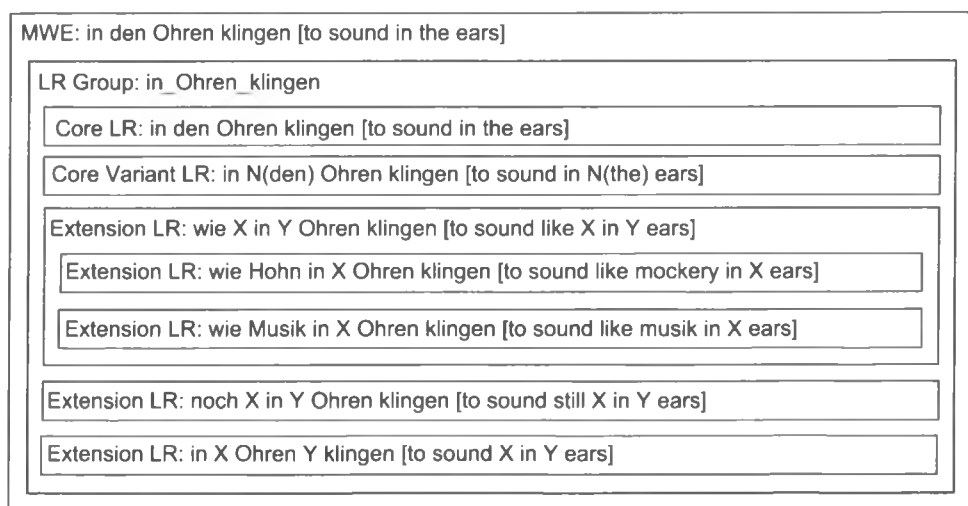 MWE: in den Ohren klingen [to sound in the ears]
LR Group: in_Ohren_klingen
Core LR: in den Ohren klingen [to sound in the ears]
Core Variant LR: in N(den) Ohren klingen [to sound in N(the) ears]
Extension LR: wie X in Y Ohren klingen [to sound like X in Y ears]
Extension LR: wie Hohn in X Ohren klingen [to sound like mockery in X ears]
Extension LR: wie Musik in X Ohren klingen [to sound like musik in X ears]
Extension LR: noch X in Y Ohren klingen [to sound still X in Y ears]
Extension LR: in X Ohren Y klingen [to sound X in Y ears]